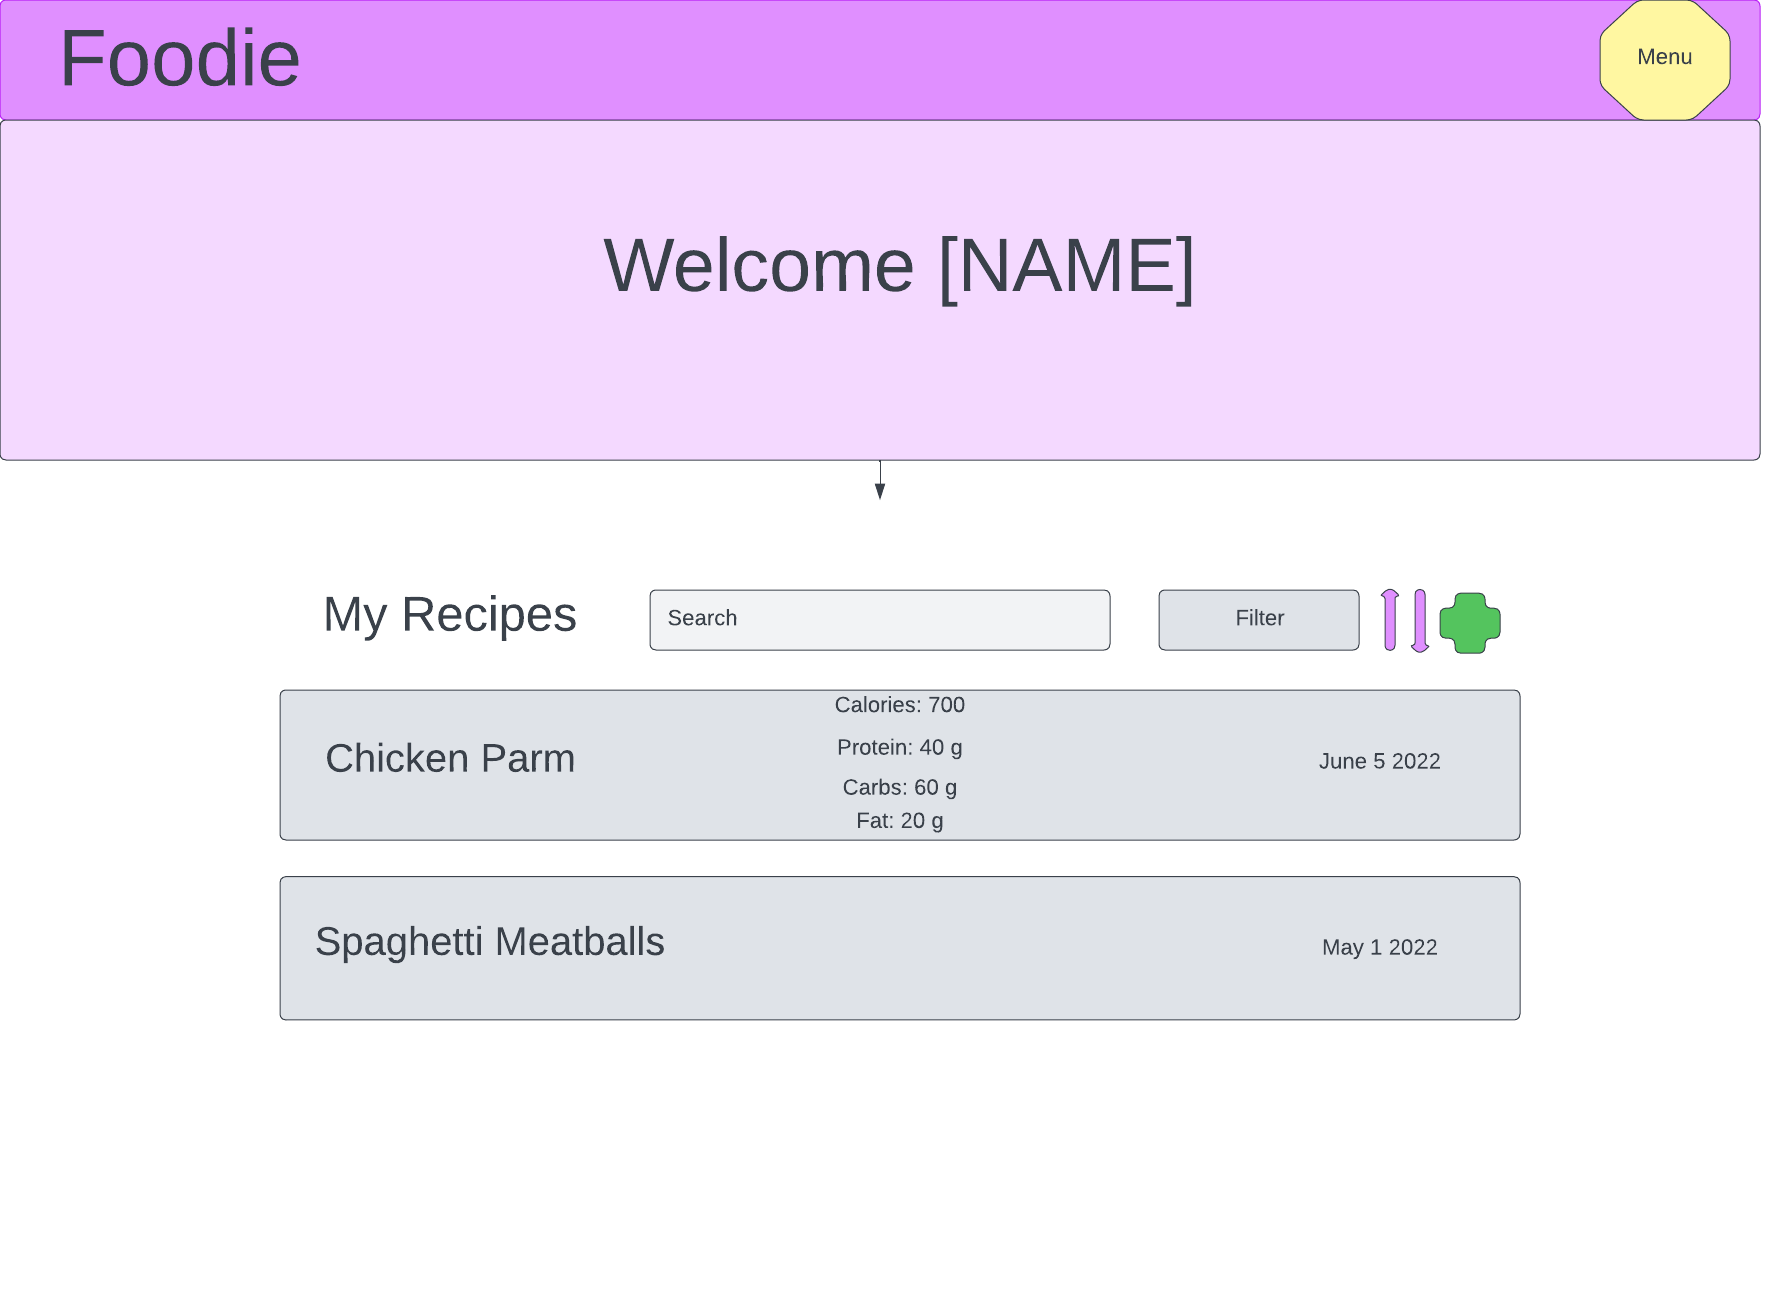 Foodie
Menu
Welcome [NAME]
My Recipes
Search
Filter
Chicken Parm
Calories: 700
Protein: 40 g
Carbs: 60 g
Fat: 20 g
June 5 2022
Spaghetti Meatballs
May 1 2022